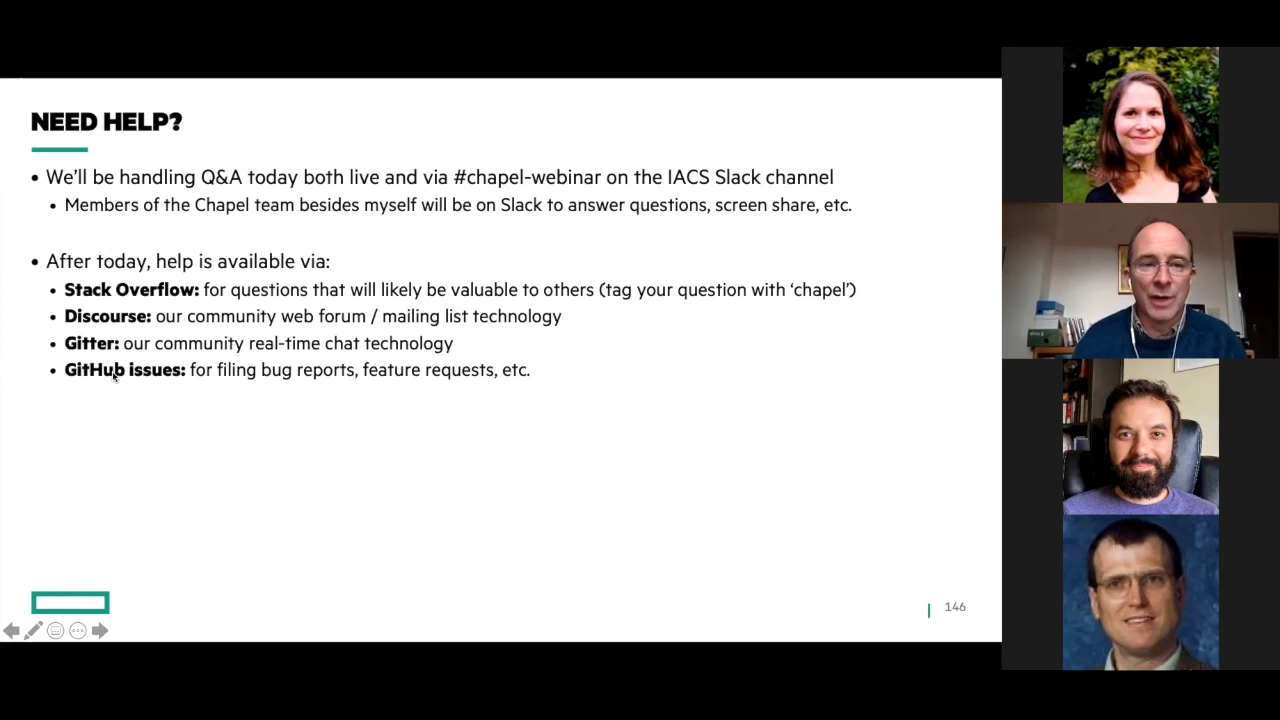 NEED HELP?
• We’ll be handling Q&A today both live and via #chapel-webinar on the IACS Slack channel
• Members of the Chapel team besides myself will be on Slack to answer questions, screen share, etc.
• After today, help is available via:
• Stack Overflow: for questions that will likely be valuable to others (tag your question with ‘chapel’)
• Discourse: our community web forum / mailing list technology
• Gitter: our community real-time chat technology
• GitHub issues: for filing bug reports, feature requests, etc.
146